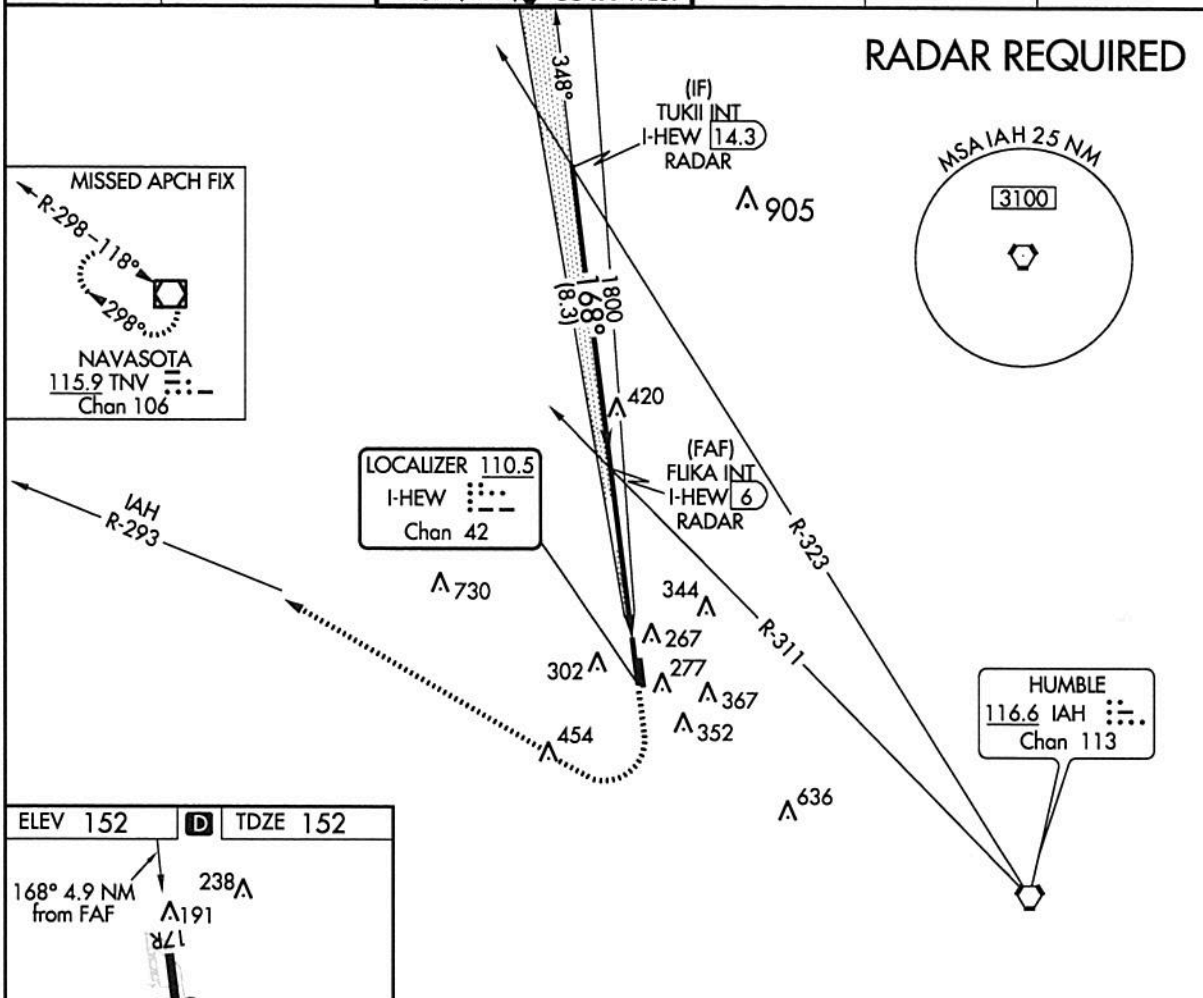 RADAR REQUIRED
348°
(IF)
TUKII INT
I-HEW 14.3
RADAR
905
MSA IAH 25 NM
3100
MISSED APCH FIX
R-298
118°
298°
NAVASOTA
115.9 TNV
Chan 106
1800
168°
(8.3)
420
(FAF)
FLIKA INT
I-HEW 6
RADAR
LOCALIZER 110.5
I-HEW
Chan 42
IAH
R-293
R-323
730
344
267
R-311
302
277
367
352
454
HUMBLE
116.6 IAH
Chan 113
636
ELEV 152 D TDZE 152
168° 4.9 NM
from FAF
238
191
17R